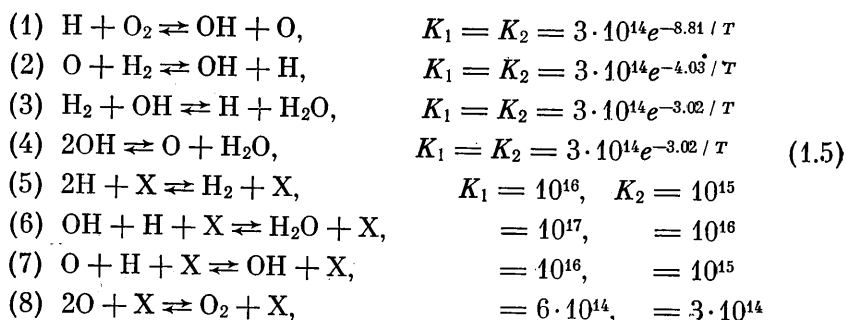 (1) H + O₂ ⇌ OH + O, K₁ = K₂ = 3·10¹⁴e^{−8.81 / T}
(2) O + H₂ ⇌ OH + H, K₁ = K₂ = 3·10¹⁴e^{−4.03 / T}
(3) H₂ + OH ⇌ H + H₂O, K₁ = K₂ = 3·10¹⁴e^{−3.02 / T}
(4) 2OH ⇌ O + H₂O, K₁ = K₂ = 3·10¹⁴e^{−3.02 / T} (1.5)
(5) 2H + X ⇌ H₂ + X, K₁ = 10¹⁶, K₂ = 10¹⁵
(6) OH + H + X ⇌ H₂O + X, = 10¹⁷, = 10¹⁶
(7) O + H + X ⇌ OH + X, = 10¹⁶, = 10¹⁵
(8) 2O + X ⇌ O₂ + X, = 6·10¹⁴, = 3·10¹⁴